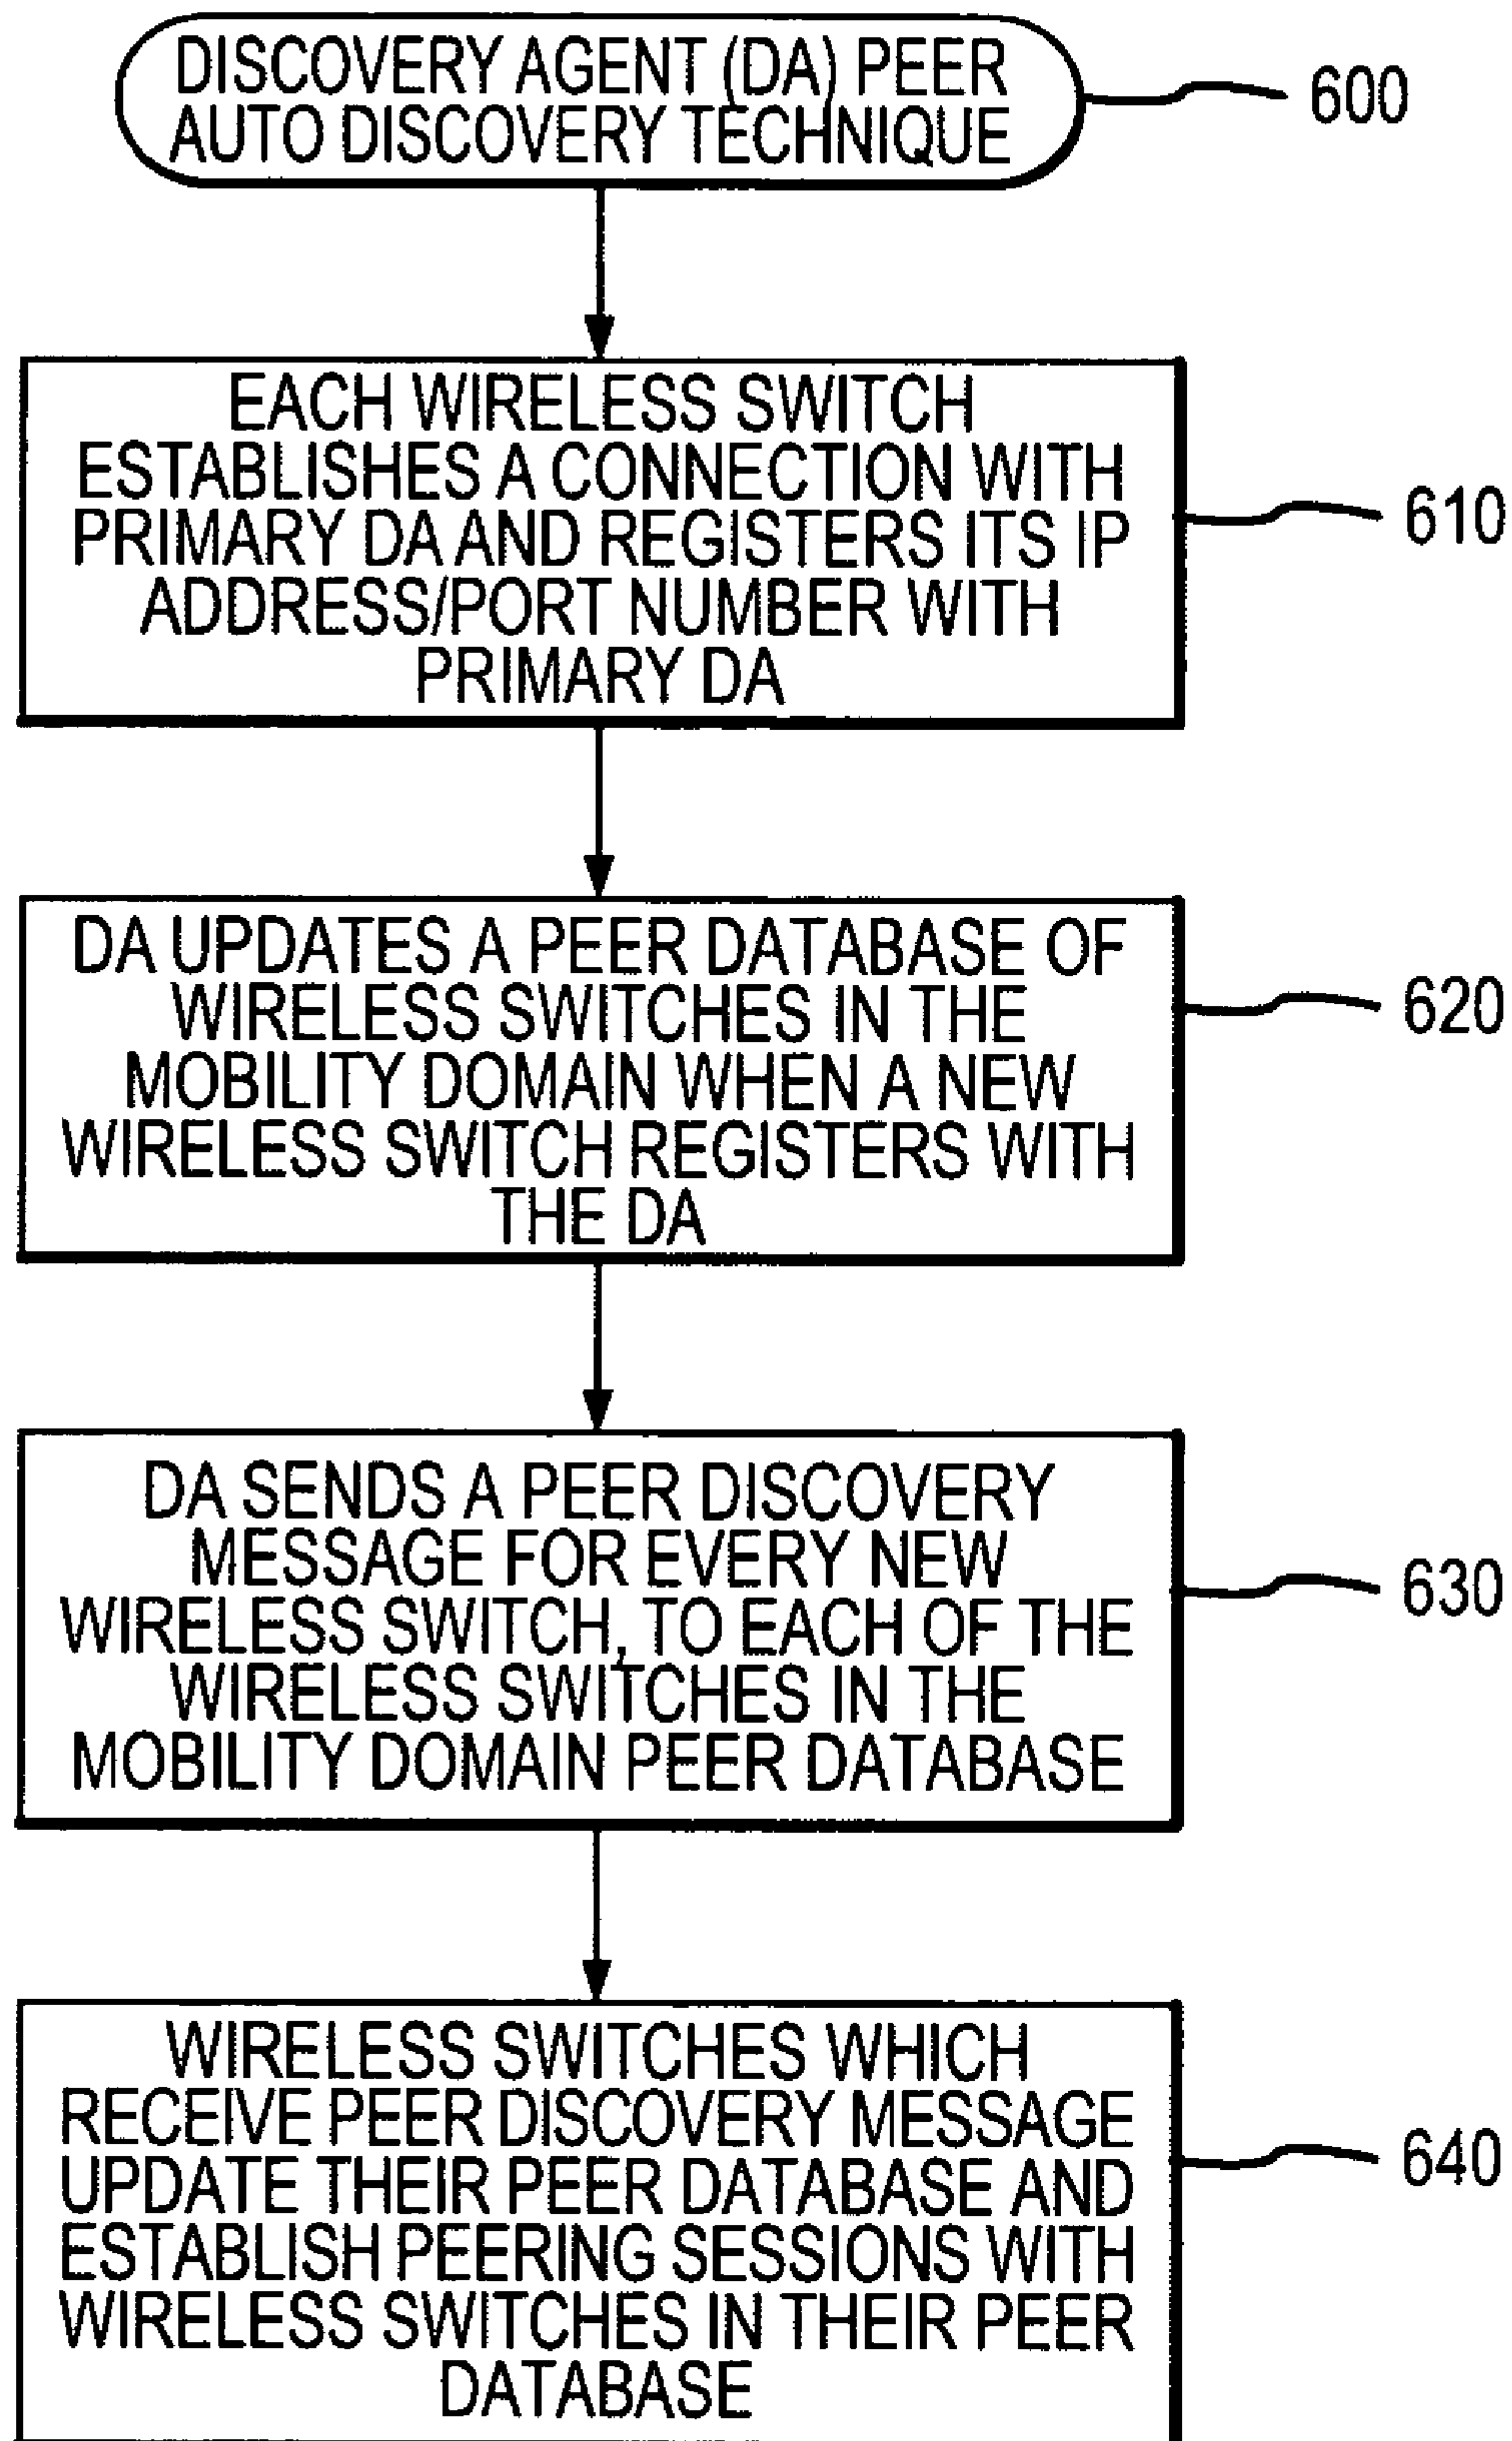 DISCOVERY AGENT (DA) PEER
AUTO DISCOVERY TECHNIQUE
600
EACH WIRELESS SWITCH
ESTABLISHES A CONNECTION WITH
PRIMARY DA AND REGISTERS ITS IP
ADDRESS/PORT NUMBER WITH
PRIMARY DA
610
DA UPDATES A PEER DATABASE OF
WIRELESS SWITCHES IN THE
MOBILITY DOMAIN WHEN A NEW
WIRELESS SWITCH REGISTERS WITH
THE DA
620
DA SENDS A PEER DISCOVERY
MESSAGE FOR EVERY NEW
WIRELESS SWITCH, TO EACH OF THE
WIRELESS SWITCHES IN THE
MOBILITY DOMAIN PEER DATABASE
630
WIRELESS SWITCHES WHICH
RECEIVE PEER DISCOVERY MESSAGE
UPDATE THEIR PEER DATABASE AND
ESTABLISH PEERING SESSIONS WITH
WIRELESS SWITCHES IN THEIR PEER
DATABASE
640